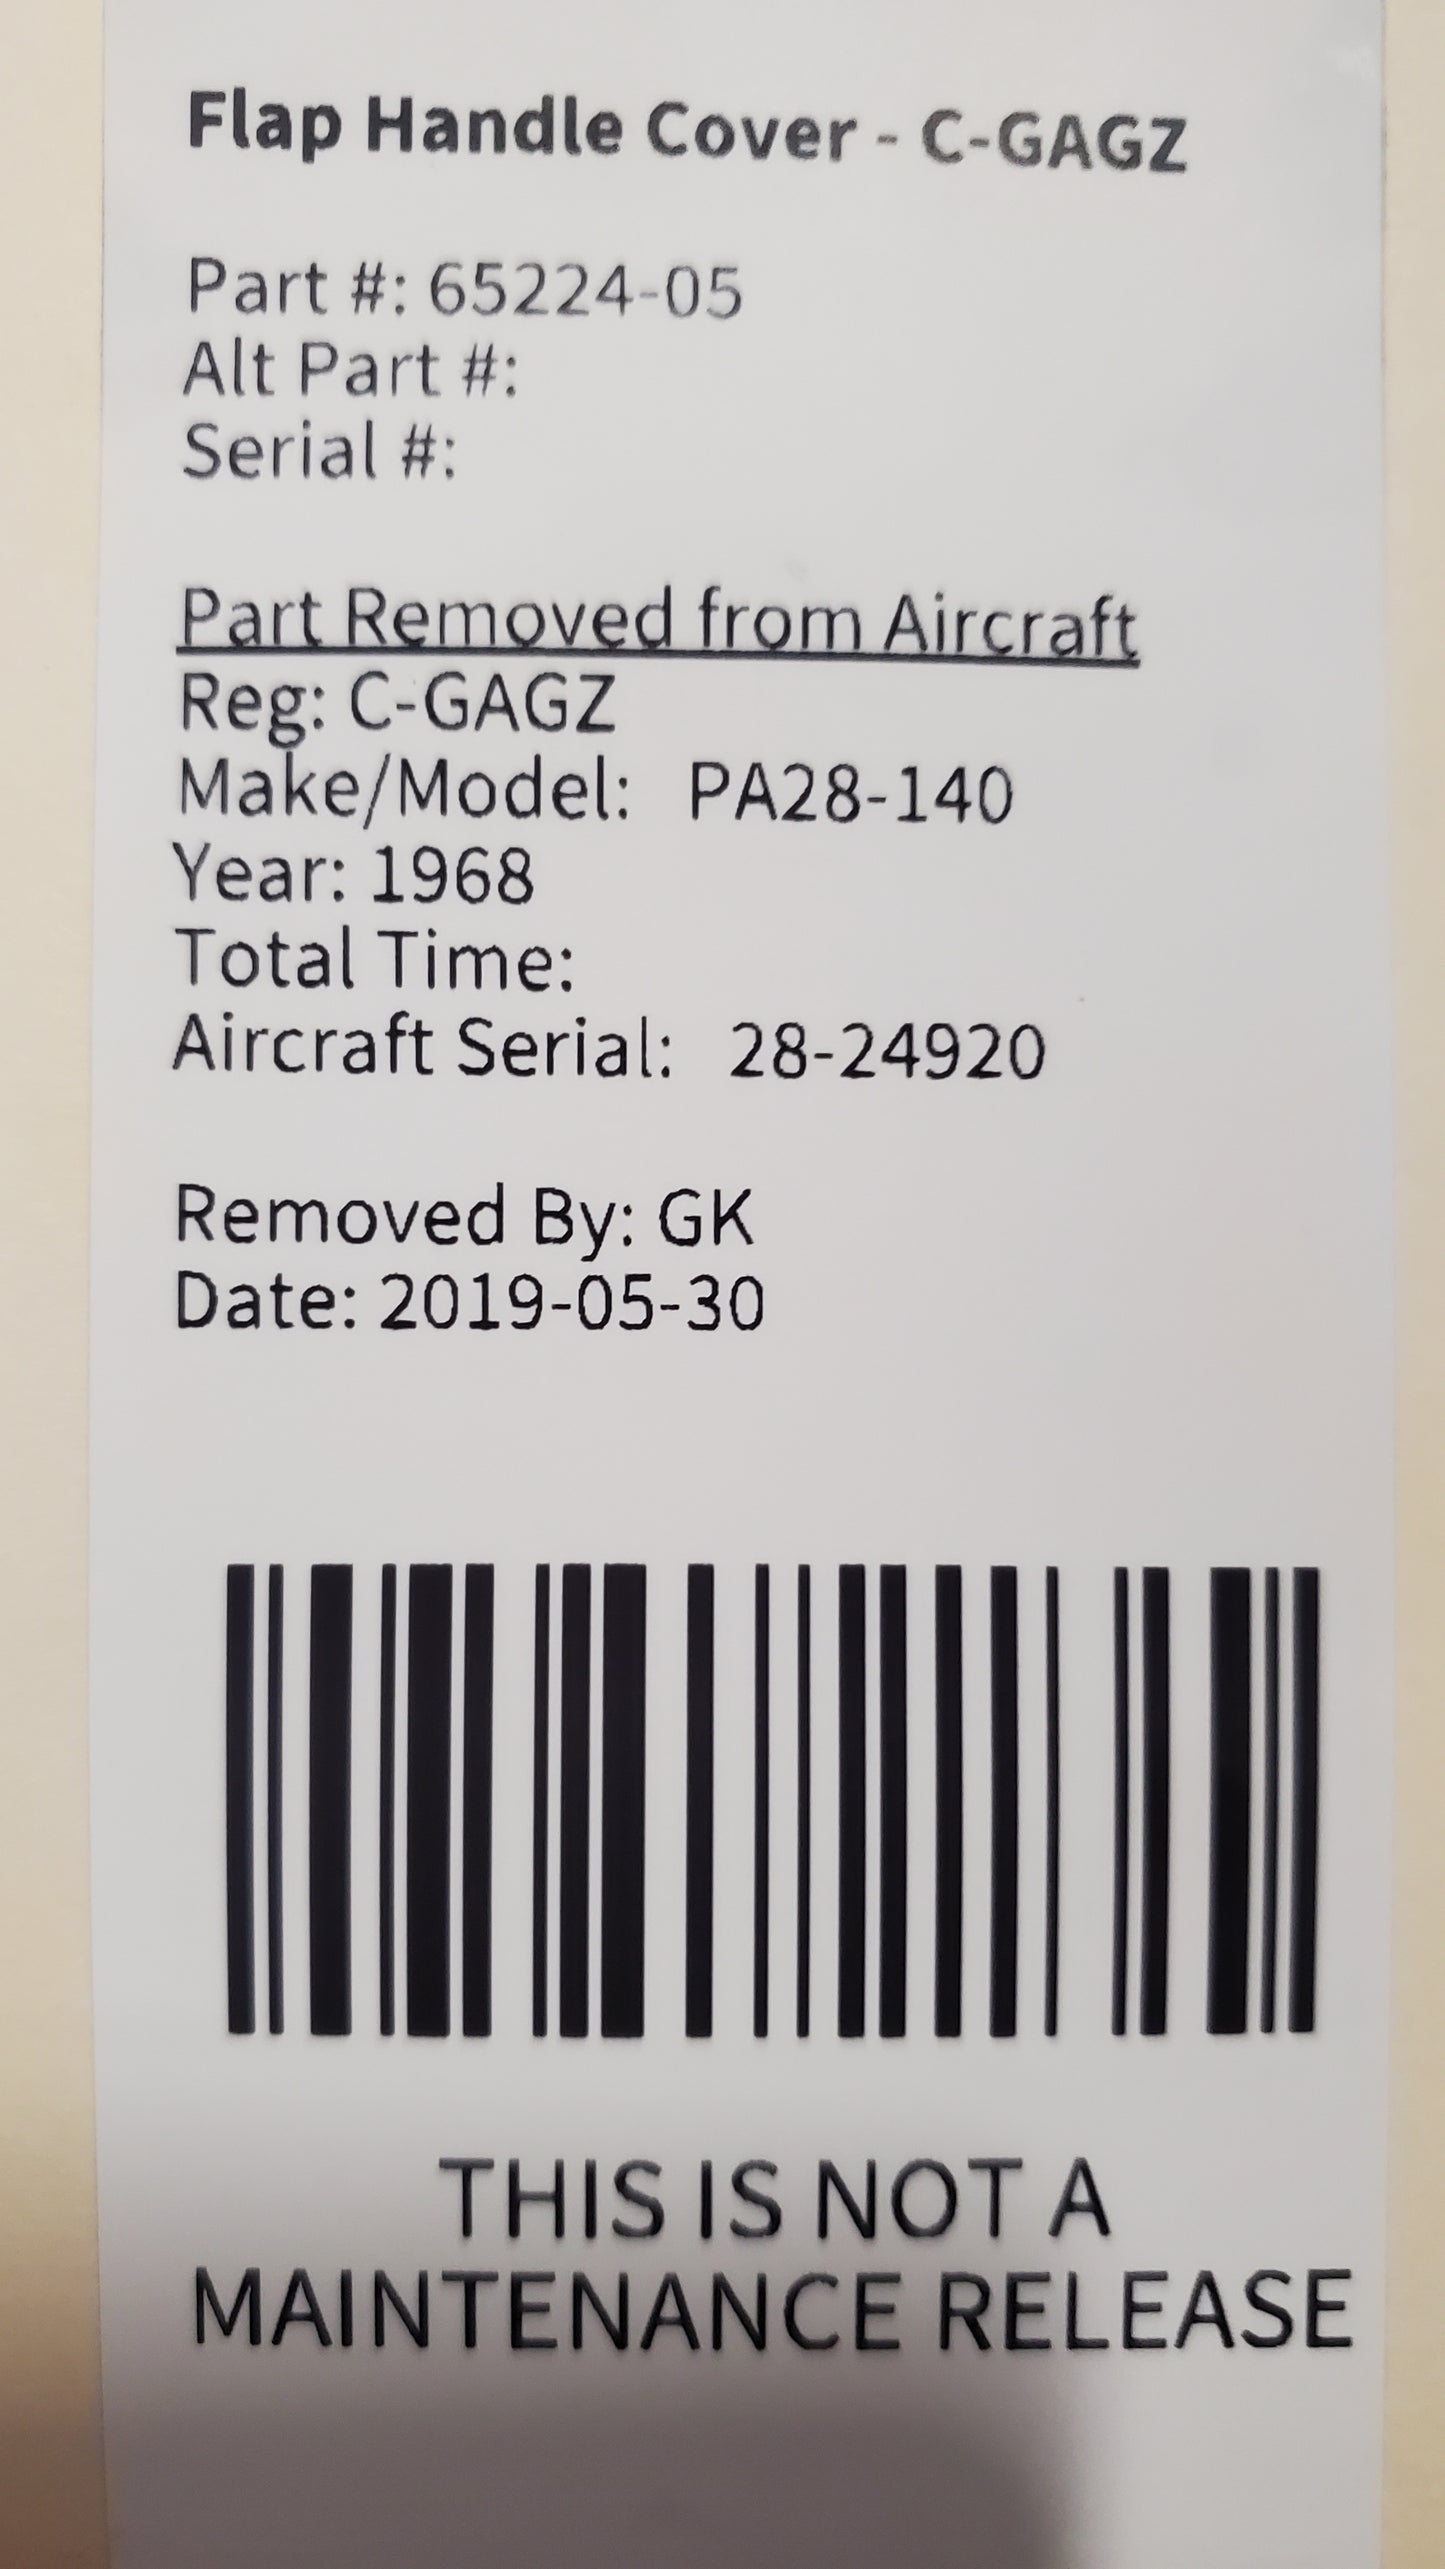 Flap Handle Cover - C-GAGZ
Part #: 65224-05
Alt Part #:
Serial #:
Part Removed from Aircraft
Reg: C-GAGZ
Make/Model: PA28-140
Year: 1968
Total Time:
Aircraft Serial: 28-24920
Removed By: GK
Date: 2019-05-30
THIS IS NOT A
MAINTENANCE RELEASE